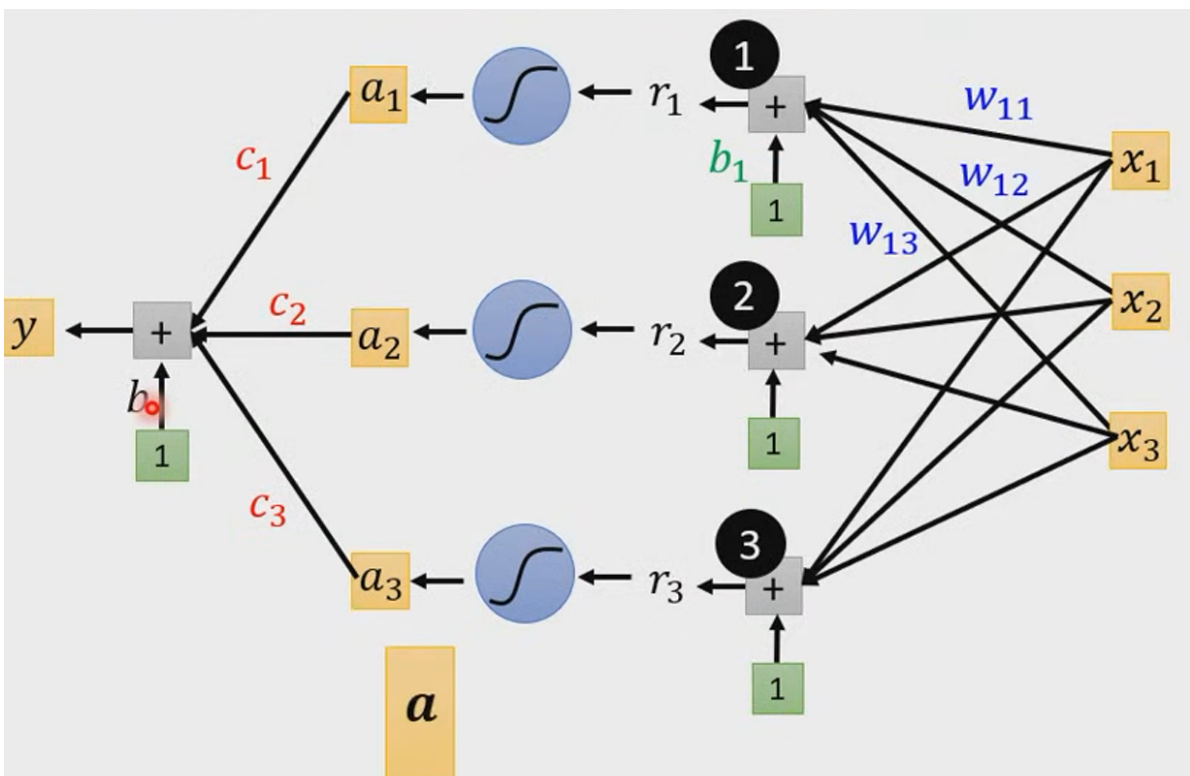 1
a₁ r₁ + w₁₁
c₁ b₁ x₁
1 w₁₂
w₁₃
2
y + c₂ a₂ r₂ + x₂
b
1 1 x₃
c₃
3
a₃ r₃ +
1
a